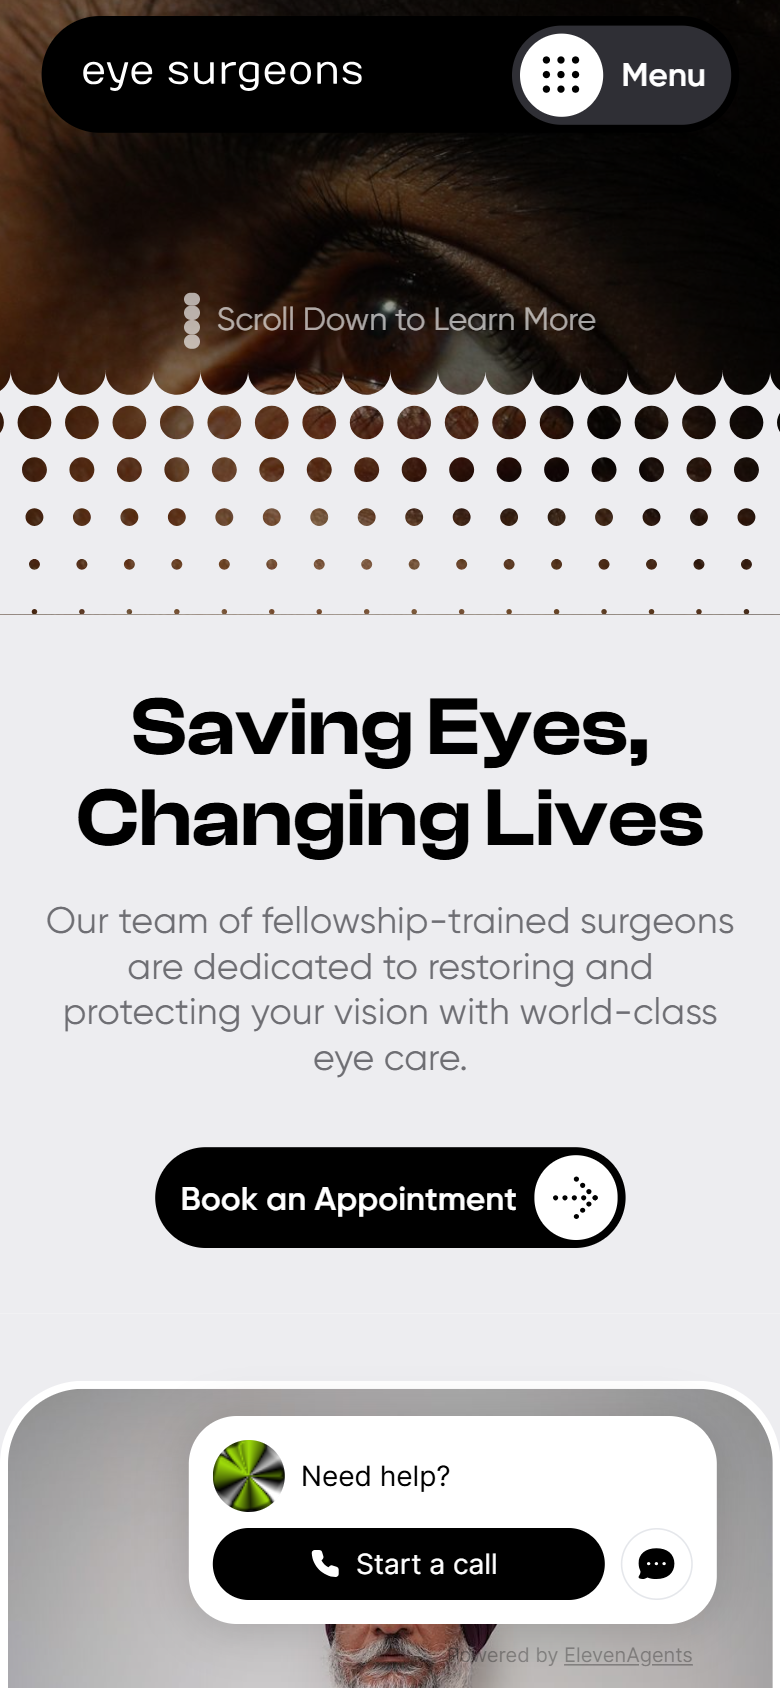 eye surgeons
Menu
Scroll Down to Learn More
Saving Eyes,
Changing Lives
Our team of fellowship-trained surgeons
are dedicated to restoring and
protecting your vision with world-class
eye care.
Book an Appointment
Need help?
Start a call
Powered by ElevenAgents